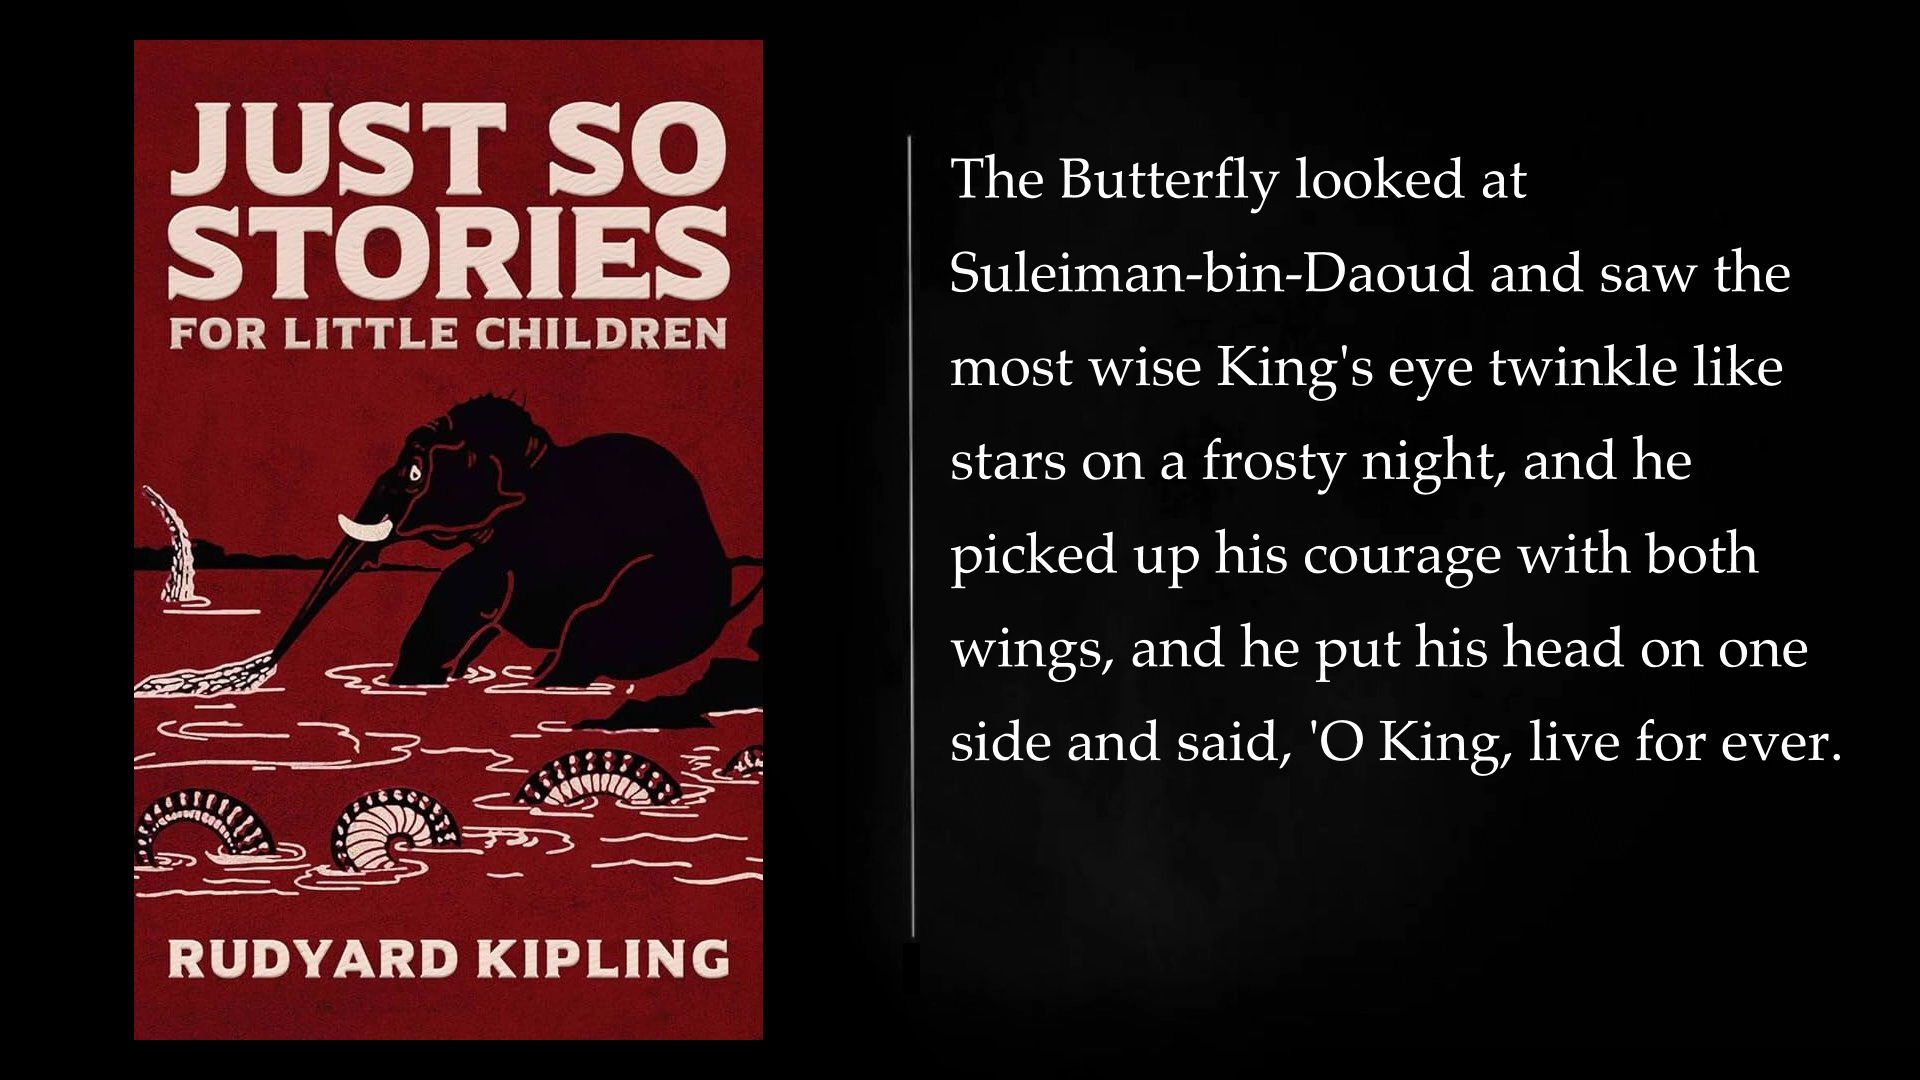 JUST SO
STORIES
FOR LITTLE CHILDREN
RUDYARD KIPLING
The Butterfly looked at
Suleiman-bin-Daoud and saw the
most wise King's eye twinkle like
stars on a frosty night, and he
picked up his courage with both
wings, and he put his head on one
side and said, 'O King, live for ever.